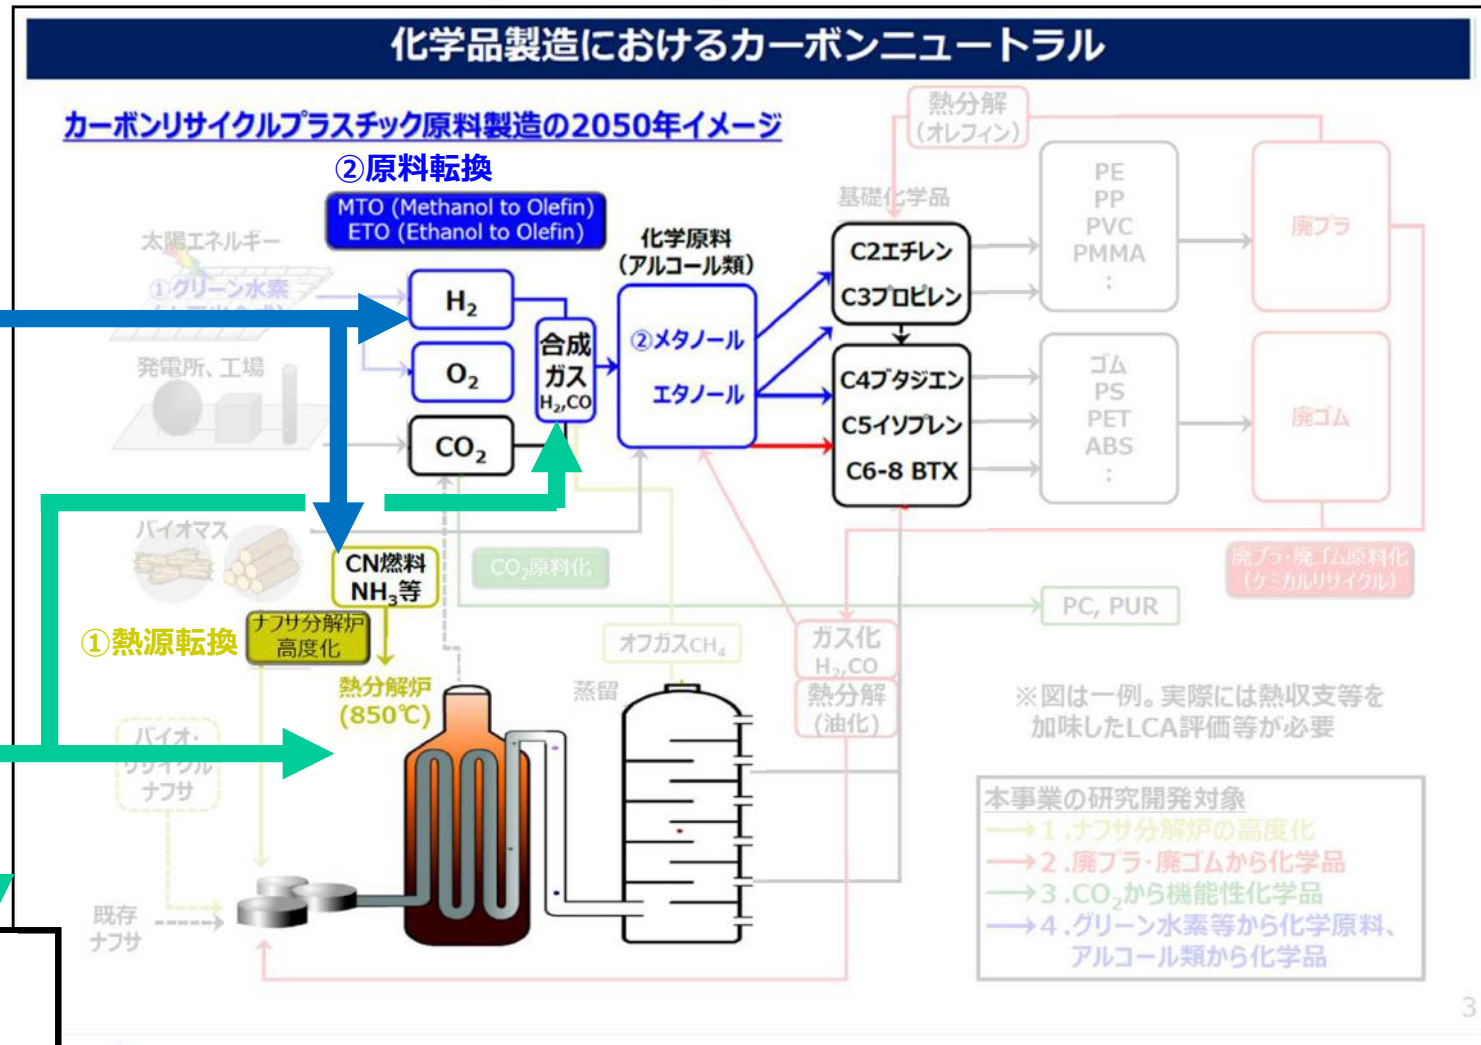 化学品製造におけるカーボンニュートラル
カーボンリサイクルプラスチック原料製造の2050年イメージ
②原料転換
MTO (Methanol to Olefin)
ETO (Ethanol to Olefin)
熱分解
(オレフィン)
太陽エネルギー
①グリーン水素
H₂
O₂
発電所、工場
CO₂
合成
ガス
H₂,CO
化学原料
(アルコール類)
②メタノール
エタノール
基礎化学品
C2エチレン
C3プロピレン
C4ブタジエン
C5イソプレン
C6-8 BTX
PE
PP
PVC
PMMA
:
廃プラ
ゴム
PS
PET
ABS
:
廃ゴム
バイオマス
CN燃料
NH₃等
CO₂原料化
廃プラ・廃ゴム原料化
(ケミカルリサイクル)
PC, PUR
①熱源転換
ナフサ分解炉
高度化
熱分解炉
(850℃)
オフガスCH₄
蒸留
ガス化
H₂,CO
熱分解
(油化)
※図は一例。実際には熱収支等を
加味したLCA評価等が必要
バイオ・
リサイクル
ナフサ
既存
ナフサ
本事業の研究開発対象
1.ナフサ分解炉の高度化
2.廃プラ・廃ゴムから化学品
3.CO₂から機能性化学品
4.グリーン水素等から化学原料、
アルコール類から化学品
3